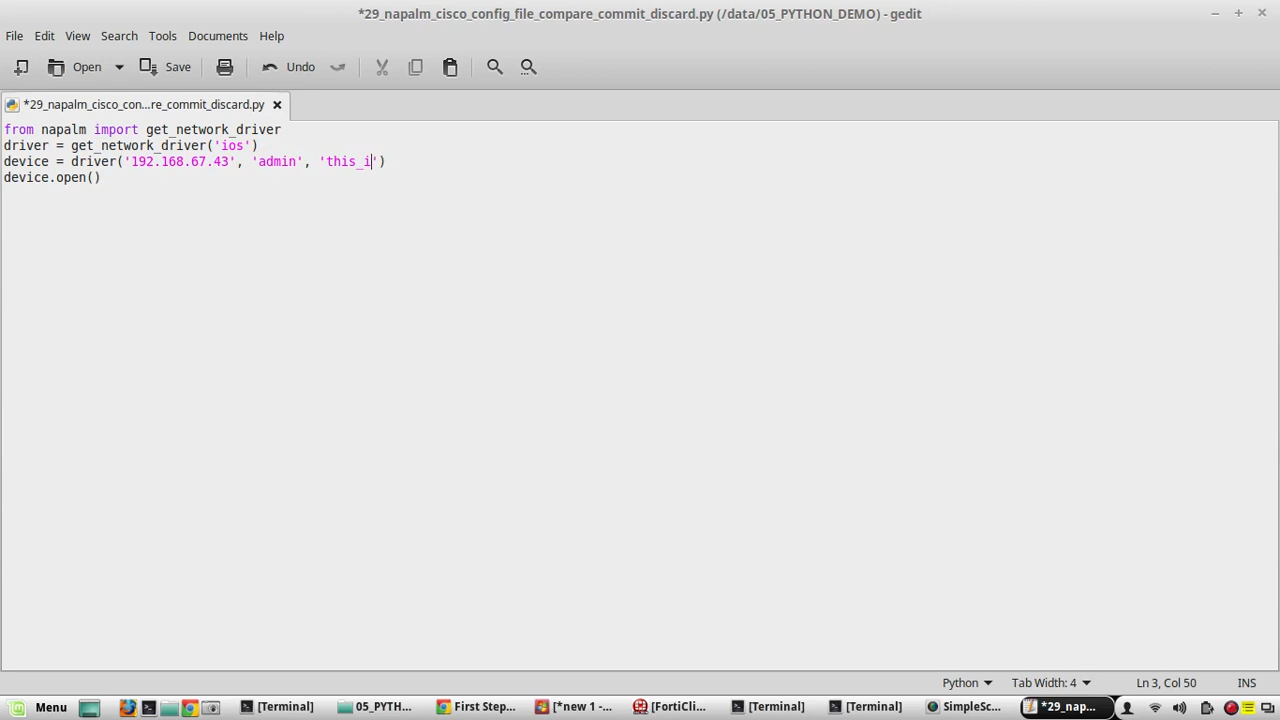 *29_napalm_cisco_config_file_compare_commit_discard.py (/data/05_PYTHON_DEMO) - gedit
File Edit View Search Tools Documents Help
Open Save Undo
*29_napalm_cisco_con...re_commit_discard.py
from napalm import get_network_driver
driver = get_network_driver('ios')
device = driver('192.168.67.43', 'admin', 'this_i')
device.open()
Python Tab Width: 4 Ln 3, Col 50 INS
Menu [Terminal] 05_PYTH... First Step... [*new 1 -... [FortiCli... [Terminal] [Terminal] SimpleSc... *29_nap...